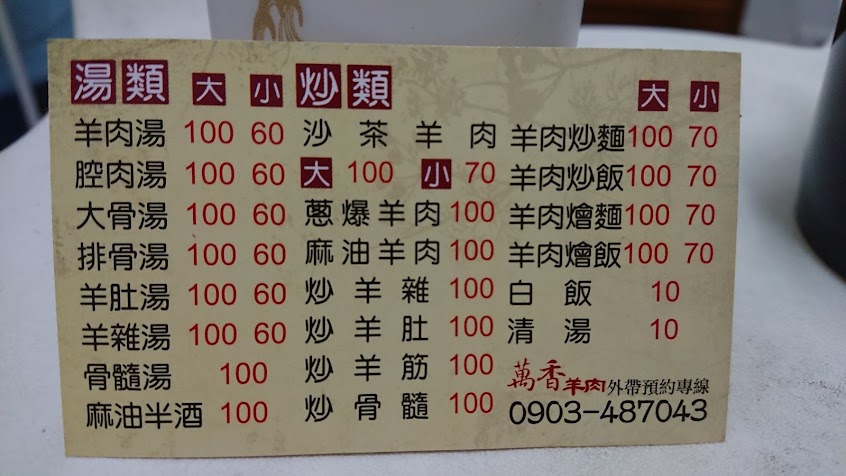 湯類 大 小
羊肉湯 100 60
腔肉湯 100 60
大骨湯 100 60
排骨湯 100 60
羊肚湯 100 60
羊雜湯 100 60
骨髓湯 100
麻油半酒 100
炒類
沙茶羊肉
大 100 小 70
蔥爆羊肉 100
麻油羊肉 100
炒羊雜 100
炒羊肚 100
炒羊筋 100
炒骨髓 100
大 小
羊肉炒麵 100 70
羊肉炒飯 100 70
羊肉燴麵 100 70
羊肉燴飯 100 70
白飯 10
清湯 10
萬香羊肉外帶預約專線
0903-487043